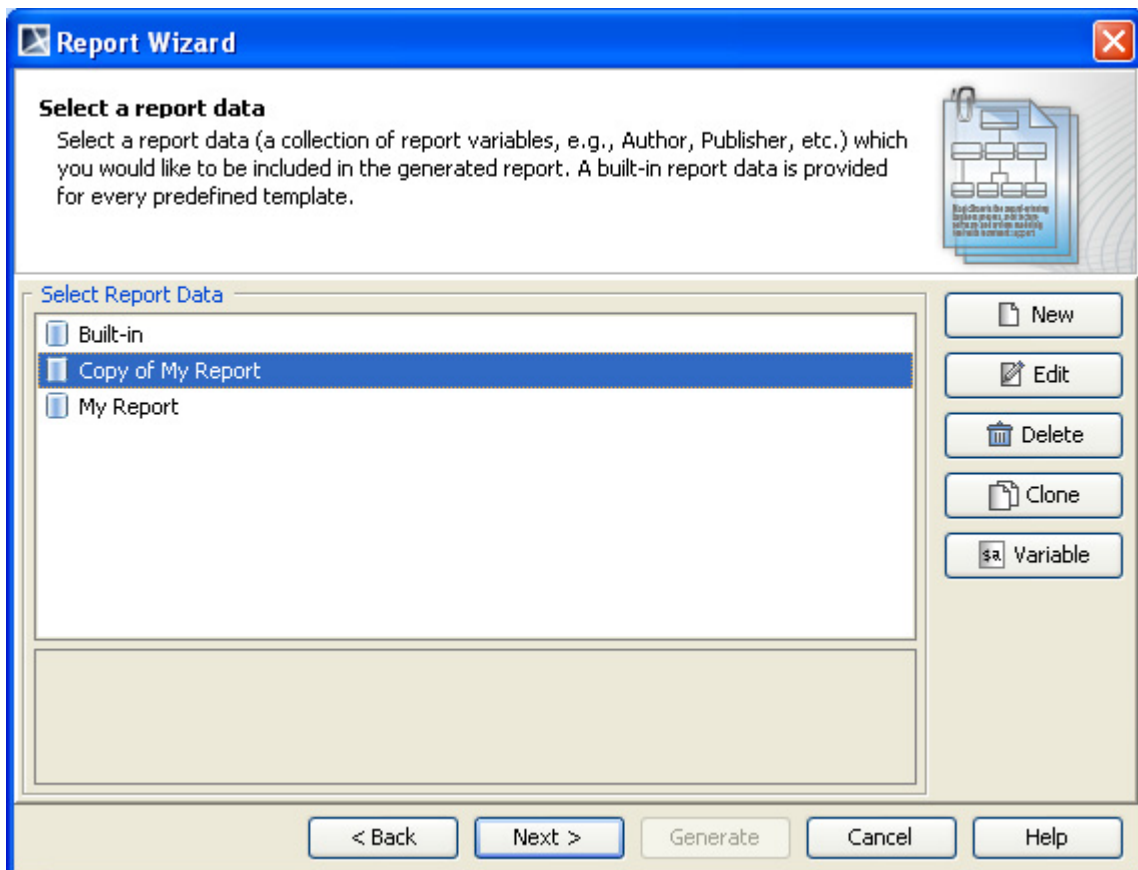 Report Wizard
Select a report data
Select a report data (a collection of report variables, e.g., Author, Publisher, etc.) which
you would like to be included in the generated report. A built-in report data is provided
for every predefined template.
Select Report Data
Built-in
Copy of My Report
My Report
New
Edit
Delete
Clone
$a Variable
< Back
Next >
Generate
Cancel
Help